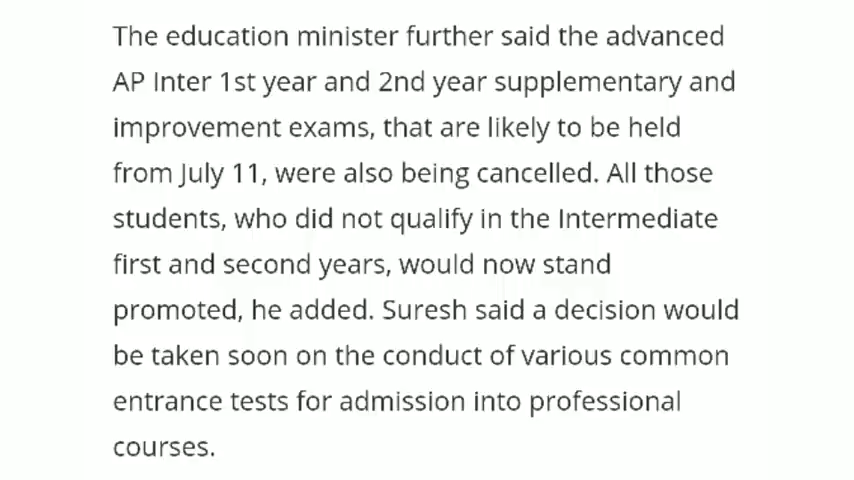 The education minister further said the advanced
AP Inter 1st year and 2nd year supplementary and
improvement exams, that are likely to be held
from July 11, were also being cancelled. All those
students, who did not qualify in the Intermediate
first and second years, would now stand
promoted, he added. Suresh said a decision would
be taken soon on the conduct of various common
entrance tests for admission into professional
courses.